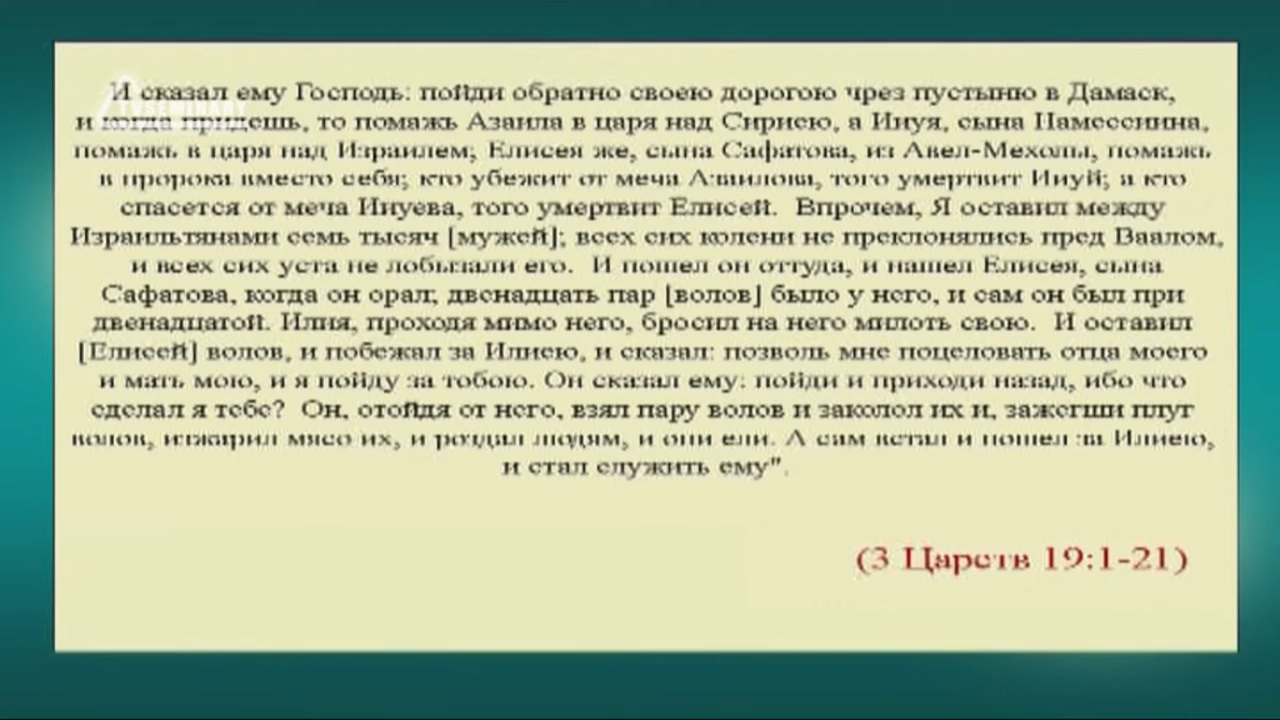 И сказал ему Господь: пойди обратно своею дорогою чрез пустыню в Дамаск,
и когда придешь, то помажь Азаила в царя над Сириею, а Ииуя, сына Намессиина,
помажь в царя над Израилем; Елисея же, сына Сафатова, из Авел-Мехолы, помажь
в пророка вместо себя; кто убежит от меча Азаилова, того умертвит Ииуй; а кто
спасется от меча Ииуева, того умертвит Елисей. Впрочем, Я оставил между
Израильтянами семь тысяч [мужей]; всех сих колени не преклонялись пред Ваалом,
и всех сих уста не лобызали его. И пошел он оттуда, и нашел Елисея, сына
Сафатова, когда он орал; двенадцать пар [волов] было у него, и сам он был при
двенадцатой. Илия, проходя мимо него, бросил на него милоть свою. И оставил
[Елисей] волов, и побежал за Илиею, и сказал: позволь мне поцеловать отца моего
и мать мою, и я пойду за тобою. Он сказал ему: пойди и приходи назад, ибо что
сделал я тебе? Он, отойдя от него, взял пару волов и заколол их и, зажегши плуг
волов, изжарил мясо их, и роздал людям, и они ели. А сам встал и пошел за Илиею,
и стал служить ему".
(3 Царств 19:1-21)